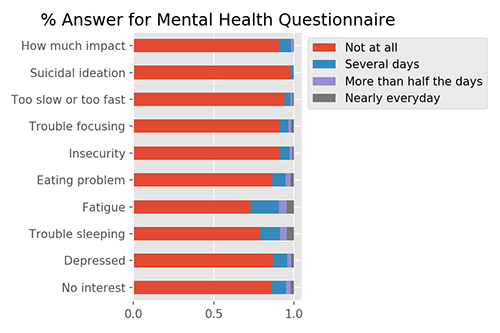 % Answer for Mental Health Questionnaire
How much impact
Suicidal ideation
Too slow or too fast
Trouble focusing
Insecurity
Eating problem
Fatigue
Trouble sleeping
Depressed
No interest
0.0 0.5 1.0
Not at all
Several days
More than half the days
Nearly everyday